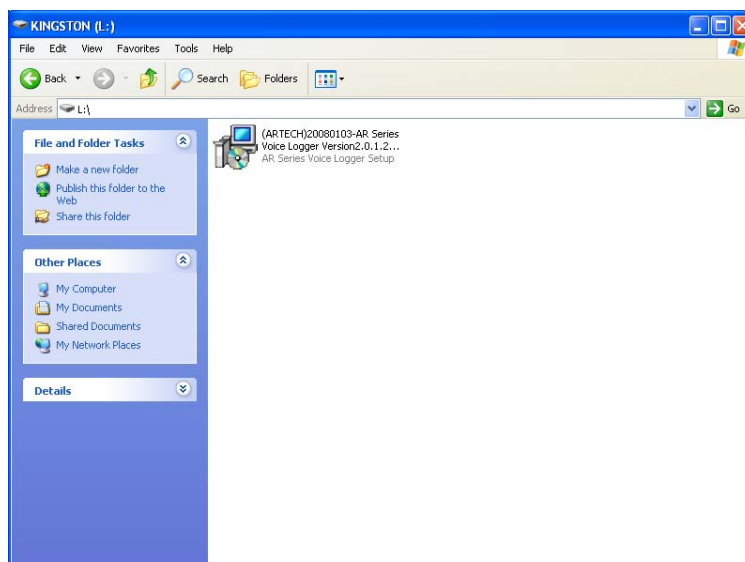 KINGSTON (L:)
File Edit View Favorites Tools Help
Back Search Folders
Address L:\ Go
File and Folder Tasks
Make a new folder
Publish this folder to the
Web
Share this folder
Other Places
My Computer
My Documents
Shared Documents
My Network Places
Details
(ARTECH)20080103-AR Series
Voice Logger Version2.0.1.2...
AR Series Voice Logger Setup